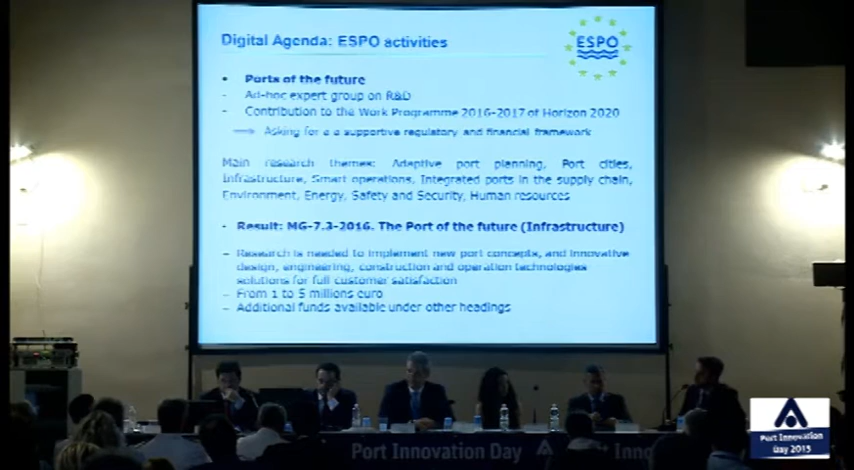 Digital Agenda: ESPO activities
ESPO
• Ports of the future
- Ad-hoc expert group on R&D
- Contribution to the Work Programme 2016-2017 of Horizon 2020
Asking for a a supportive regulatory and financial framework
Main research themes: Adaptive port planning, Port cities,
Infrastructure, Smart operations, Integrated ports in the supply chain,
Environment, Energy, Safety and Security, Human resources
- Result: MG-7.3-2016. The Port of the future (Infrastructure)
– Research is needed to implement new port concepts, and innovative
design, engineering, construction and operation technologies
solutions for full customer satisfaction
– From 1 to 5 millions euro
– Additional funds available under other headings
Port Innovation Day
Port Inno
Port Innovation
Day 2015